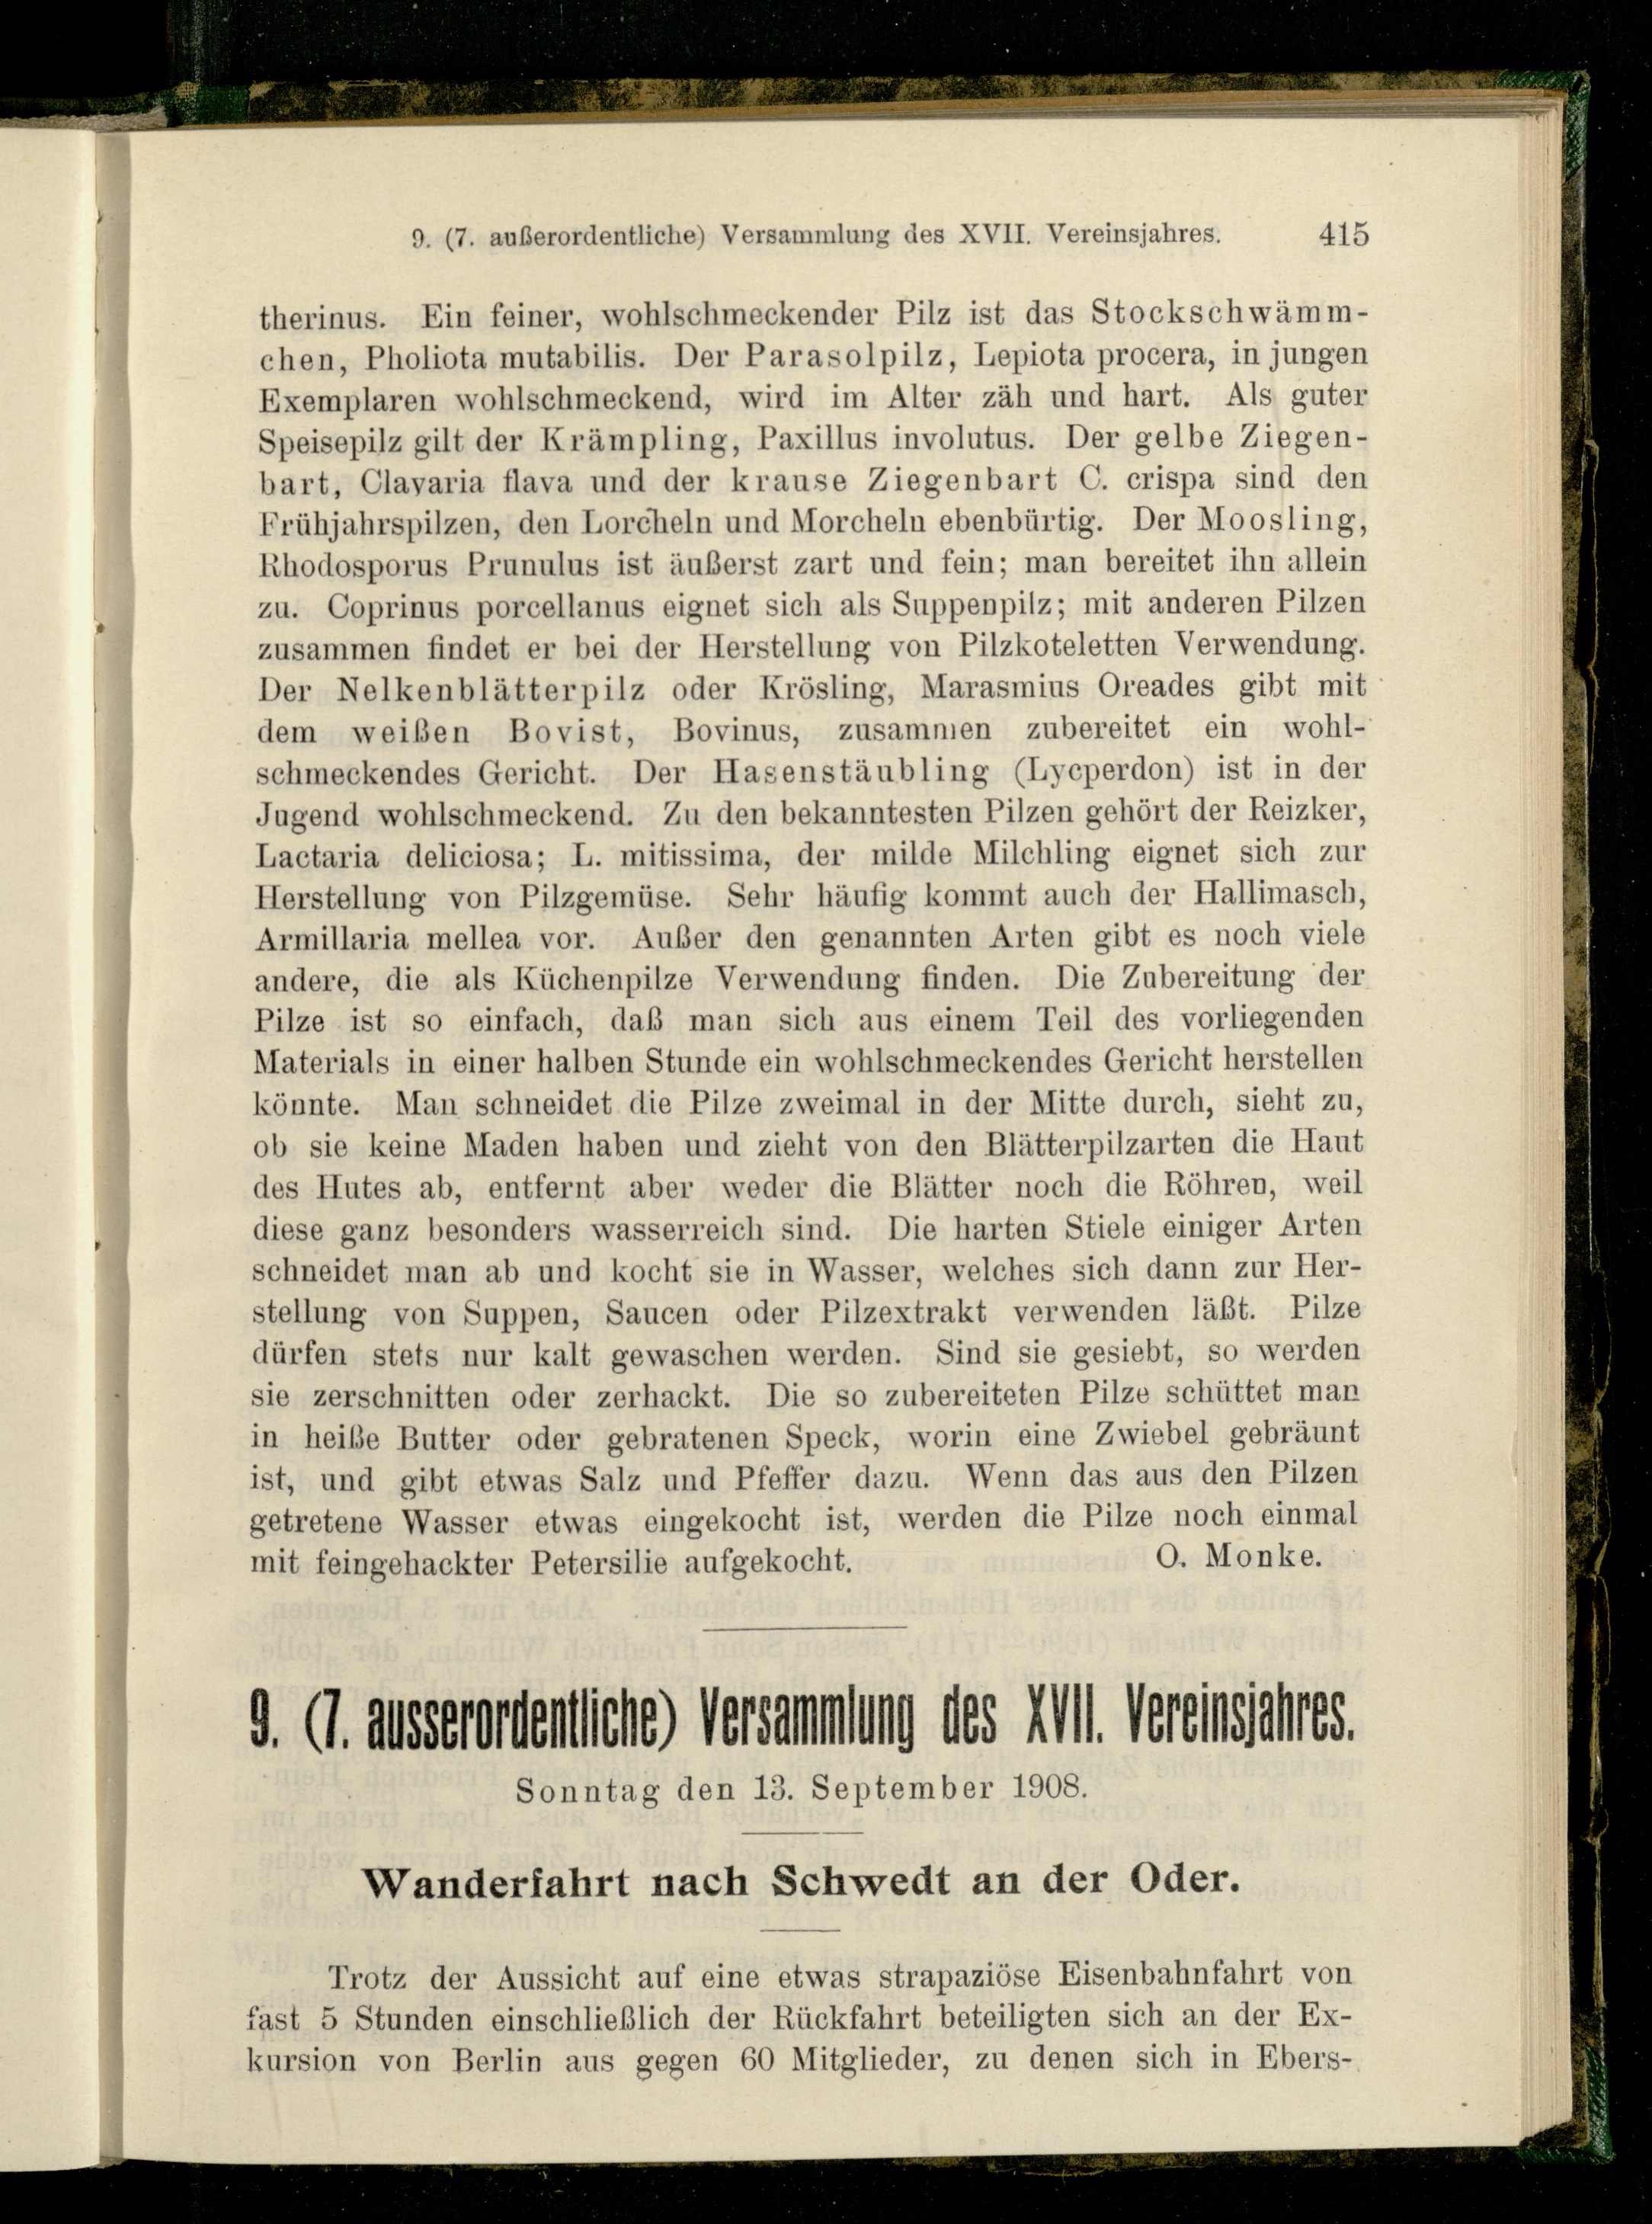 9. (7. außerordentliche) Versammlung des XVII. Vereinsjahres. 415
therinus. Ein feiner, wohlschmeckender Pilz ist das Stockschwämm-
chen, Pholiota mutabilis. Der Parasolpilz, Lepiota procera, in jungen
Exemplaren wohlschmeckend, wird im Alter zäh und hart. Als guter
Speisepilz gilt der Krämpling, Paxillus involutus. Der gelbe Ziegen-
bart, Clavaria flava und der krause Ziegenbart C. crispa sind den
Frühjahrspilzen, den Lorcheln und Morcheln ebenbürtig. Der Moosling,
Rhodosporus Prunulus ist äußerst zart und fein; man bereitet ihn allein
zu. Coprinus porcellanus eignet sich als Suppenpilz; mit anderen Pilzen
zusammen findet er bei der Herstellung von Pilzkoteletten Verwendung.
Der Nelkenblätterpilz oder Krösling, Marasmius Oreades gibt mit
dem weißen Bovist, Bovinus, zusammen zubereitet ein wohl-
schmeckendes Gericht. Der Hasenstäubling (Lycperdon) ist in der
Jugend wohlschmeckend. Zu den bekanntesten Pilzen gehört der Reizker,
Lactaria deliciosa; L. mitissima, der milde Milchling eignet sich zur
Herstellung von Pilzgemüse. Sehr häufig kommt auch der Hallimasch,
Armillaria mellea vor. Außer den genannten Arten gibt es noch viele
andere, die als Küchenpilze Verwendung finden. Die Zubereitung der
Pilze ist so einfach, daß man sich aus einem Teil des vorliegenden
Materials in einer halben Stunde ein wohlschmeckendes Gericht herstellen
könnte. Man schneidet die Pilze zweimal in der Mitte durch, sieht zu,
ob sie keine Maden haben und zieht von den Blätterpilzarten die Haut
des Hutes ab, entfernt aber weder die Blätter noch die Röhren, weil
diese ganz besonders wasserreich sind. Die harten Stiele einiger Arten
schneidet man ab und kocht sie in Wasser, welches sich dann zur Her-
stellung von Suppen, Saucen oder Pilzextrakt verwenden läßt. Pilze
dürfen stets nur kalt gewaschen werden. Sind sie gesiebt, so werden
sie zerschnitten oder zerhackt. Die so zubereiteten Pilze schüttet man
in heiße Butter oder gebratenen Speck, worin eine Zwiebel gebräunt
ist, und gibt etwas Salz und Pfeffer dazu. Wenn das aus den Pilzen
getretene Wasser etwas eingekocht ist, werden die Pilze noch einmal
mit feingehackter Petersilie aufgekocht. O. Monke.
9. (7. ausserordentliche) Versammlung des XVII. Vereinsjahres.
Sonntag den 13. September 1908.
Wanderfahrt nach Schwedt an der Oder.
Trotz der Aussicht auf eine etwas strapaziöse Eisenbahnfahrt von
fast 5 Stunden einschließlich der Rückfahrt beteiligten sich an der Ex-
kursion von Berlin aus gegen 60 Mitglieder, zu denen sich in Ebers-